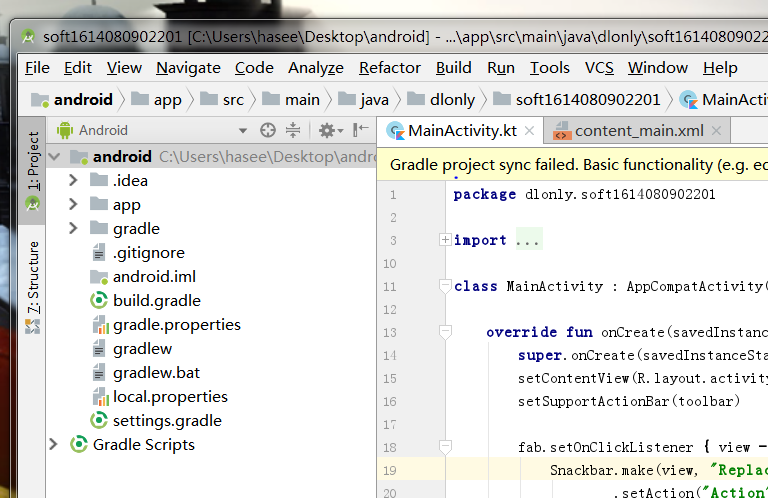 soft1614080902201 [C:\Users\hasee\Desktop\android] - ...\app\src\main\java\dlonly\soft161408090220
File Edit View Navigate Code Analyze Refactor Build Run Tools VCS Window Help
android app src main java dlonly soft1614080902201 MainActiv
Android
MainActivity.kt content_main.xml
1: Project
7: Structure
android C:\Users\hasee\Desktop\andro
.idea
app
gradle
.gitignore
android.iml
build.gradle
gradle.properties
gradlew
gradlew.bat
local.properties
settings.gradle
Gradle Scripts
Gradle project sync failed. Basic functionality (e.g. ed
1 package dlonly.soft1614080902201
2
3 import ...
10
11 class MainActivity : AppCompatActivity(
12
13 override fun onCreate(savedInstanc
14 super.onCreate(savedInstanceSta
15 setContentView(R.layout.activity
16 setSupportActionBar(toolbar)
17
18 fab.setOnClickListener { view -
19 Snackbar.make(view, "Replac
20 .setAction("Action"